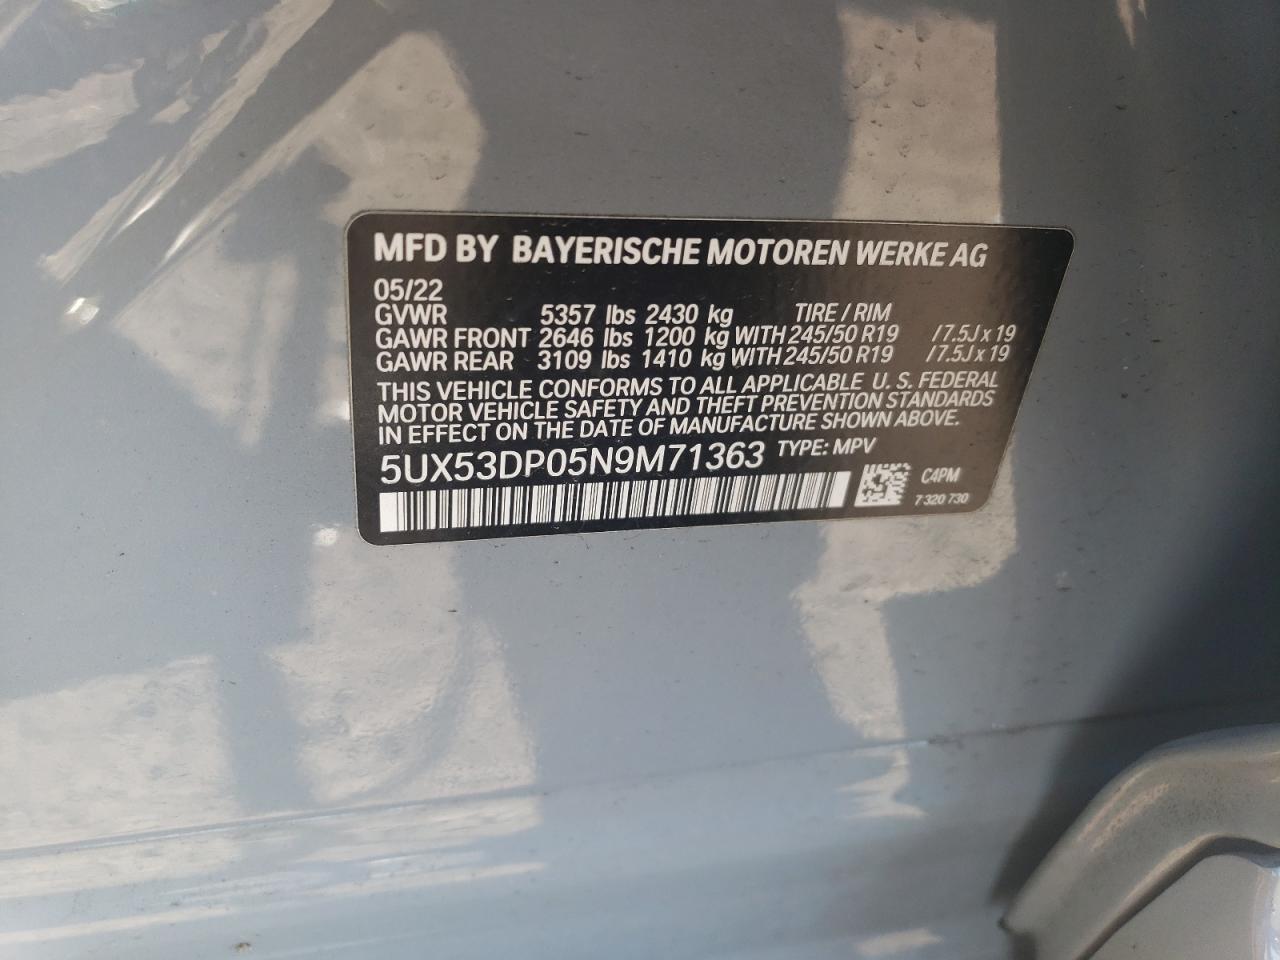 MFD BY BAYERISCHE MOTOREN WERKE AG
05/22
GVWR 5357 lbs 2430 kg TIRE / RIM
GAWR FRONT 2646 lbs 1200 kg WITH 245/50 R19 /7.5J x 19
GAWR REAR 3109 lbs 1410 kg WITH 245/50 R19 /7.5J x 19
THIS VEHICLE CONFORMS TO ALL APPLICABLE U. S. FEDERAL
MOTOR VEHICLE SAFETY AND THEFT PREVENTION STANDARDS
IN EFFECT ON THE DATE OF MANUFACTURE SHOWN ABOVE.
5UX53DP05N9M71363 TYPE: MPV
C4PM
7 320 730